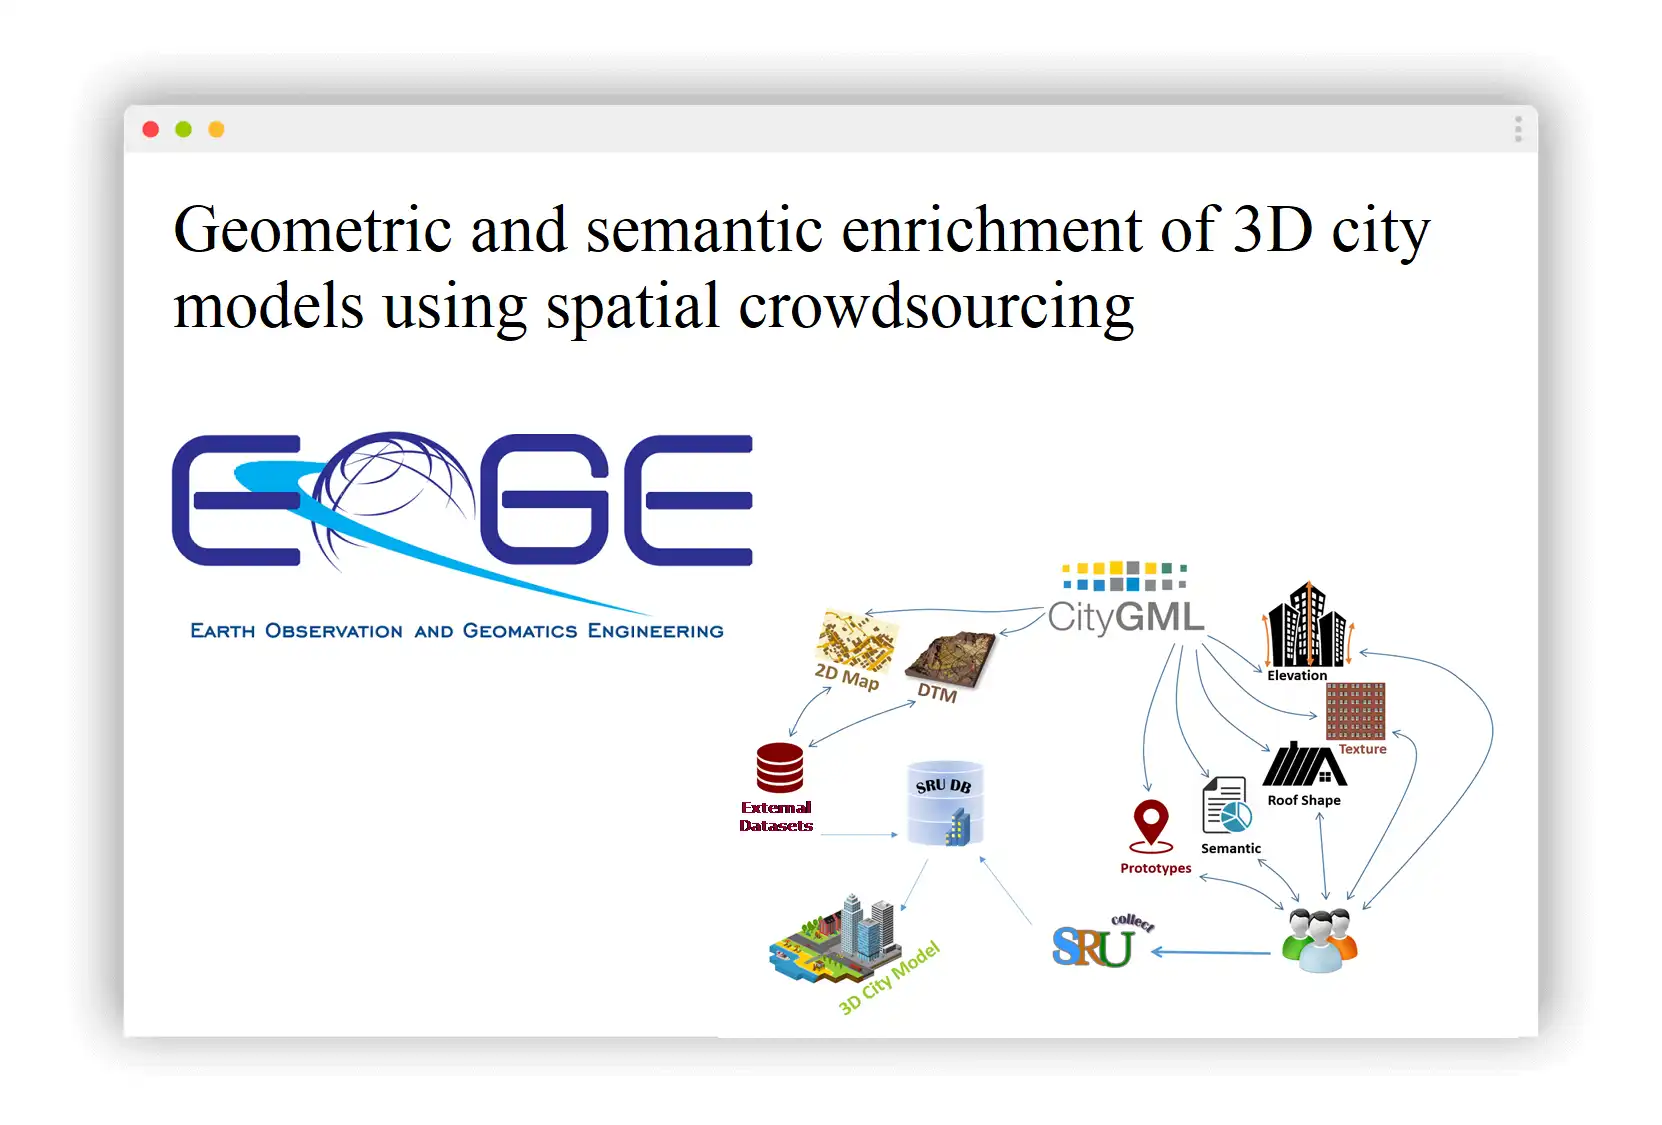 Geometric and semantic enrichment of 3D city
models using spatial crowdsourcing
EOGE
EARTH OBSERVATION AND GEOMATICS ENGINEERING
CityGML
2D Map
DTM
Elevation
Texture
Roof Shape
External
Datasets
SRU DB
Semantic
Prototypes
SRU collect
3D City Model